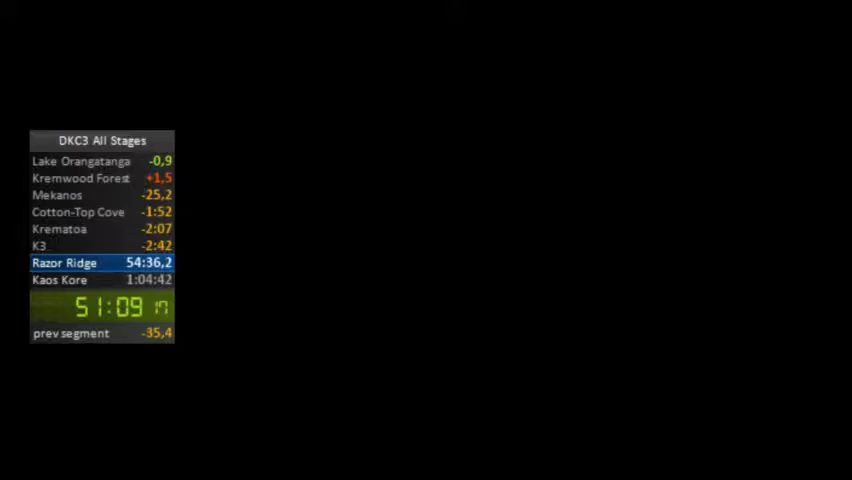 DKC3 All Stages
Lake Orangatanga -0,9
Kremwood Forest +1,5
Mekanos -25,2
Cotton-Top Cove -1:52
Krematoa -2:07
K3 -2:42
Razor Ridge 54:36,2
Kaos Kore 1:04:42
51:09 17
prev segment -35,4